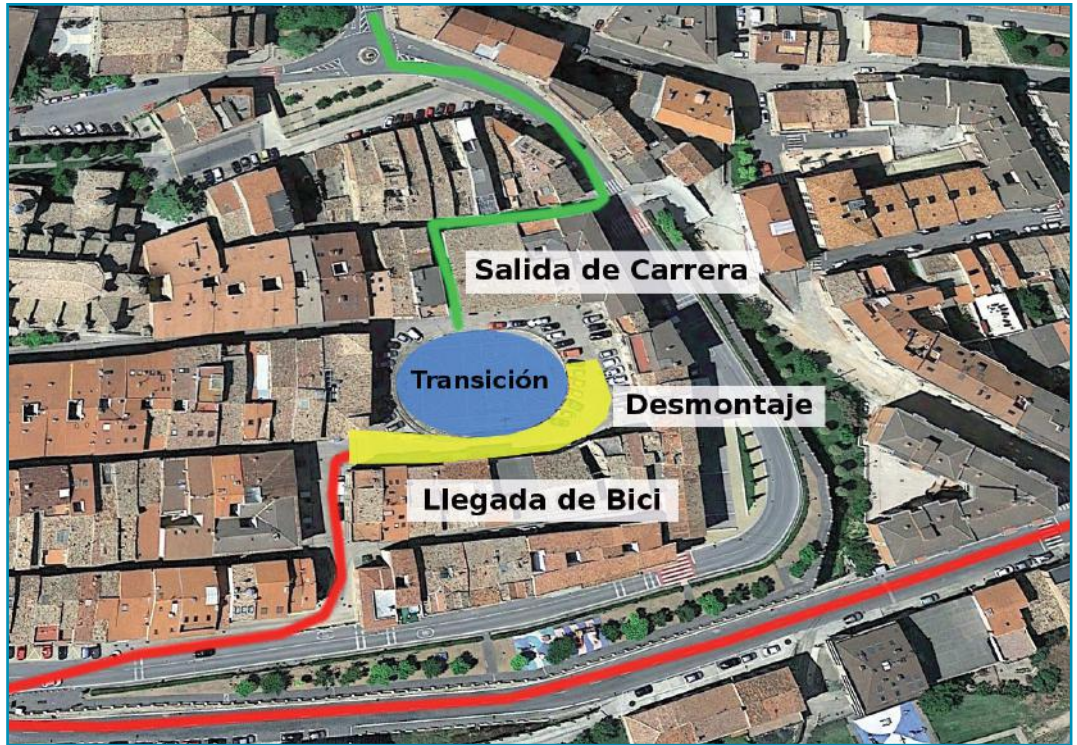 Salida de Carrera
Transición
Desmontaje
Llegada de Bici